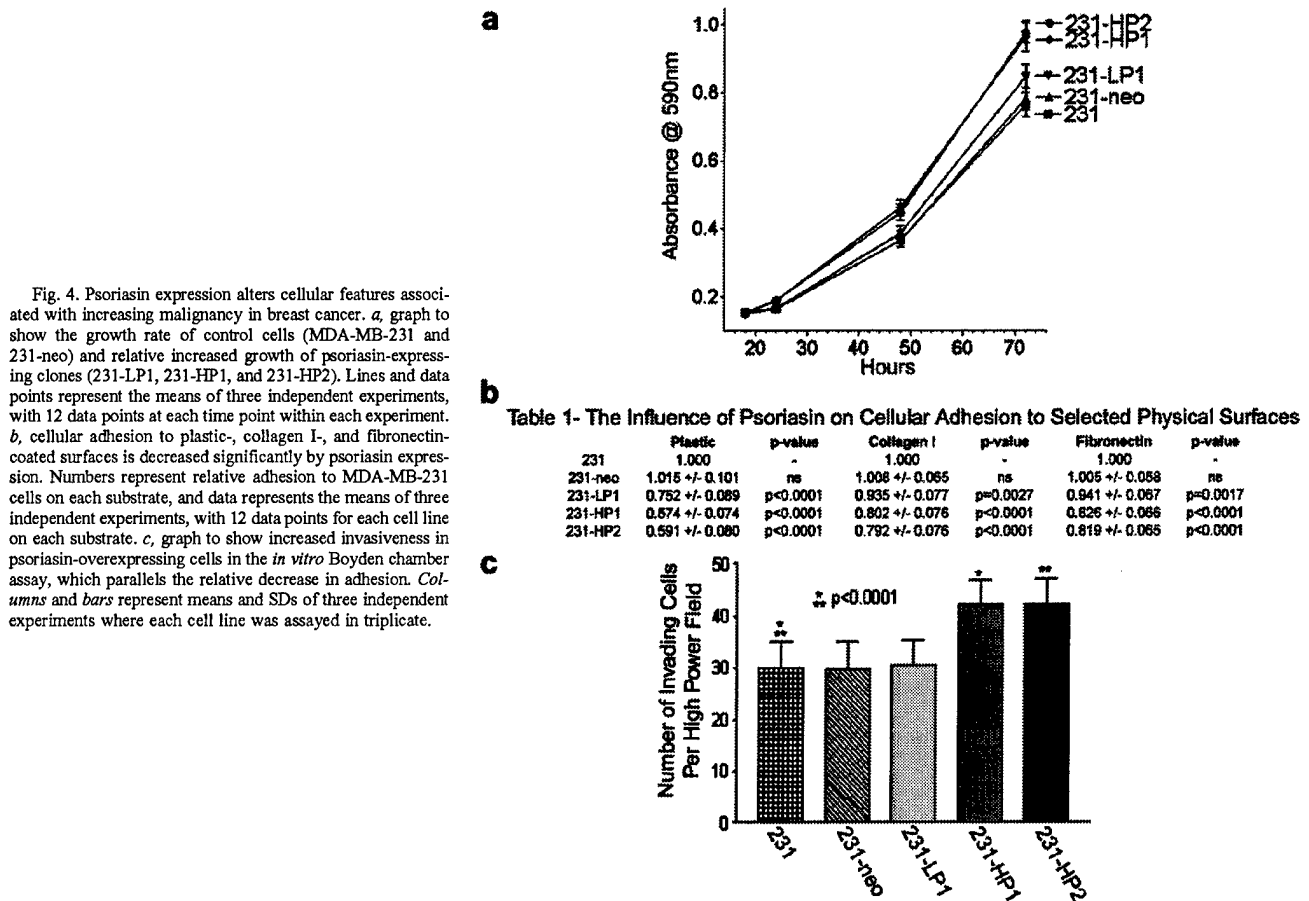 Fig. 4. Psoriasin expression alters cellular features associ-
ated with increasing malignancy in breast cancer. a, graph to
show the growth rate of control cells (MDA-MB-231 and
231-neo) and relative increased growth of psoriasin-express-
ing clones (231-LP1, 231-HP1, and 231-HP2). Lines and data
points represent the means of three independent experiments,
with 12 data points at each time point within each experiment.
b, cellular adhesion to plastic-, collagen I-, and fibronectin-
coated surfaces is decreased significantly by psoriasin expres-
sion. Numbers represent relative adhesion to MDA-MB-231
cells on each substrate, and data represents the means of three
independent experiments, with 12 data points for each cell line
on each substrate. c, graph to show increased invasiveness in
psoriasin-overexpressing cells in the in vitro Boyden chamber
assay, which parallels the relative decrease in adhesion. Col-
umns and bars represent means and SDs of three independent
experiments where each cell line was assayed in triplicate.
a
Absorbance @ 590nm
1.0
0.8
0.6
0.4
0.2
231-HP2
231-HP1
231-LP1
231-neo
231
20 30 40 50 60 70
Hours
b
Table 1- The Influence of Psoriasin on Cellular Adhesion to Selected Physical Surfaces
Plastic p-value Collagen I p-value Fibronectin p-value
231 1.000 - 1.000 - 1.000 -
231-neo 1.015 +/- 0.101 ns 1.008 +/- 0.065 ns 1.005 +/- 0.058 ns
231-LP1 0.752 +/- 0.089 p<0.0001 0.935 +/- 0.077 p=0.0027 0.941 +/- 0.067 p=0.0017
231-HP1 0.574 +/- 0.074 p<0.0001 0.802 +/- 0.076 p<0.0001 0.826 +/- 0.066 p<0.0001
231-HP2 0.591 +/- 0.080 p<0.0001 0.792 +/- 0.076 p<0.0001 0.819 +/- 0.065 p<0.0001
c
Number of Invading Cells
Per High Power Field
50
40
30
20
10
0
*
** p<0.0001
*
**
*
**
231
231-neo
231-LP1
231-HP1
231-HP2